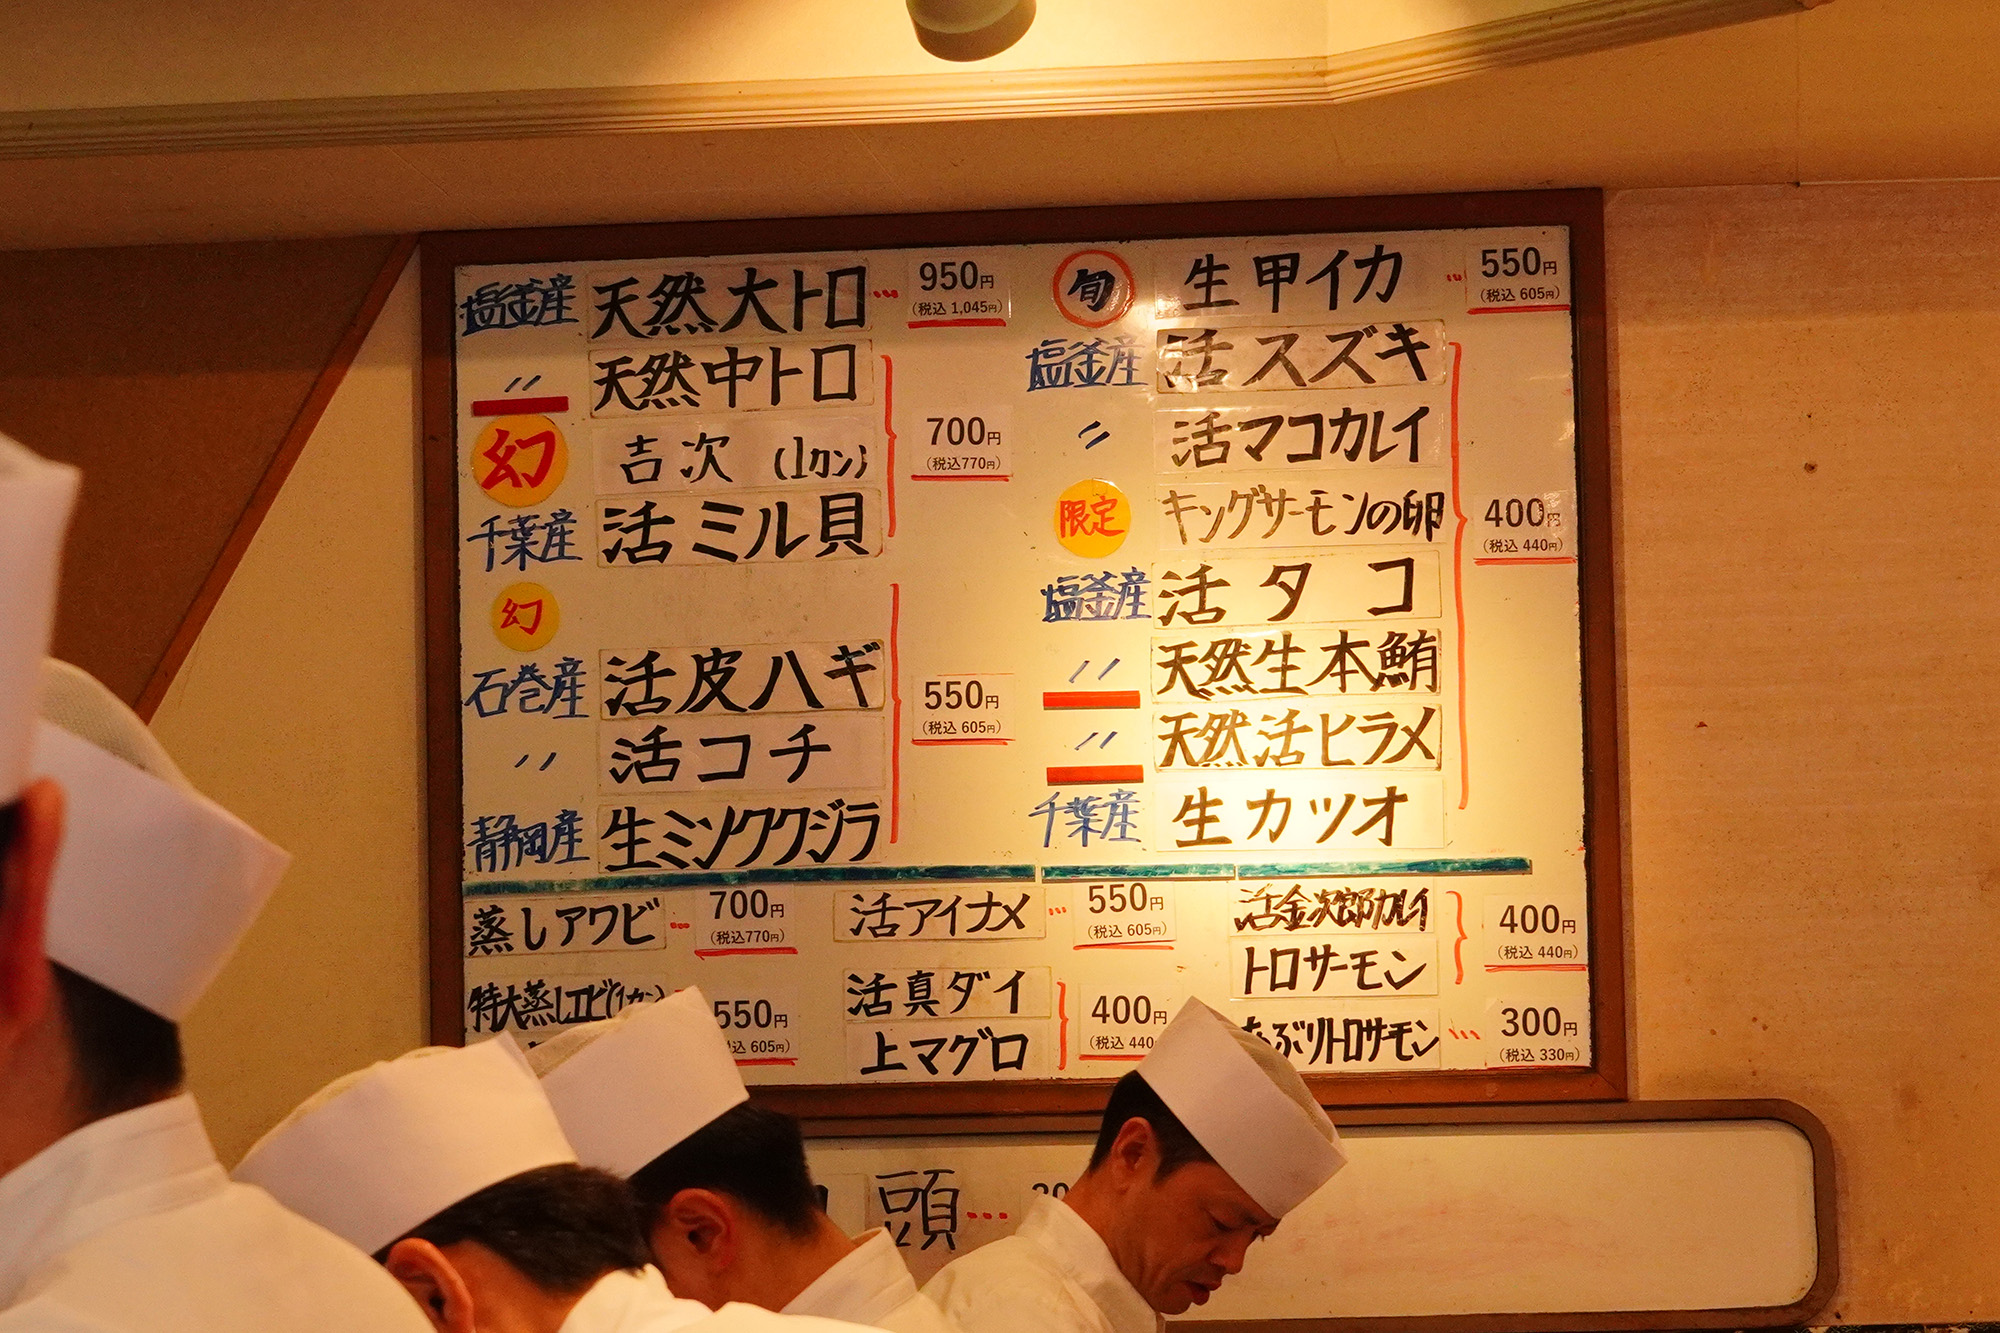 塩釜産 天然大トロ … 950円 (税込 1,045円)
〃 天然中トロ
幻 吉次 (1カン) 700円 (税込770円)
千葉産 活ミル貝
幻
石巻産 活皮ハギ 550円 (税込 605円)
〃 活コチ
静岡産 生ミンククジラ
旬 生甲イカ … 550円 (税込 605円)
塩釜産 活スズキ
〃 活マコカレイ
限定 キングサーモンの卵 400円 (税込 440円)
塩釜産 活タコ
〃 天然生本鮪
〃 天然活ヒラメ
千葉産 生カツオ
蒸しアワビ … 700円 (税込770円)
特大蒸しエビ(1カン) 550円 税込 605円)
活アイナメ … 550円 (税込 605円)
活真ダイ
上マグロ 400円 (税込 440
活金次郎カレイ
トロサーモン 400円 (税込 440円)
あぶりトロサーモン … 300円 (税込 330円)
頭 …